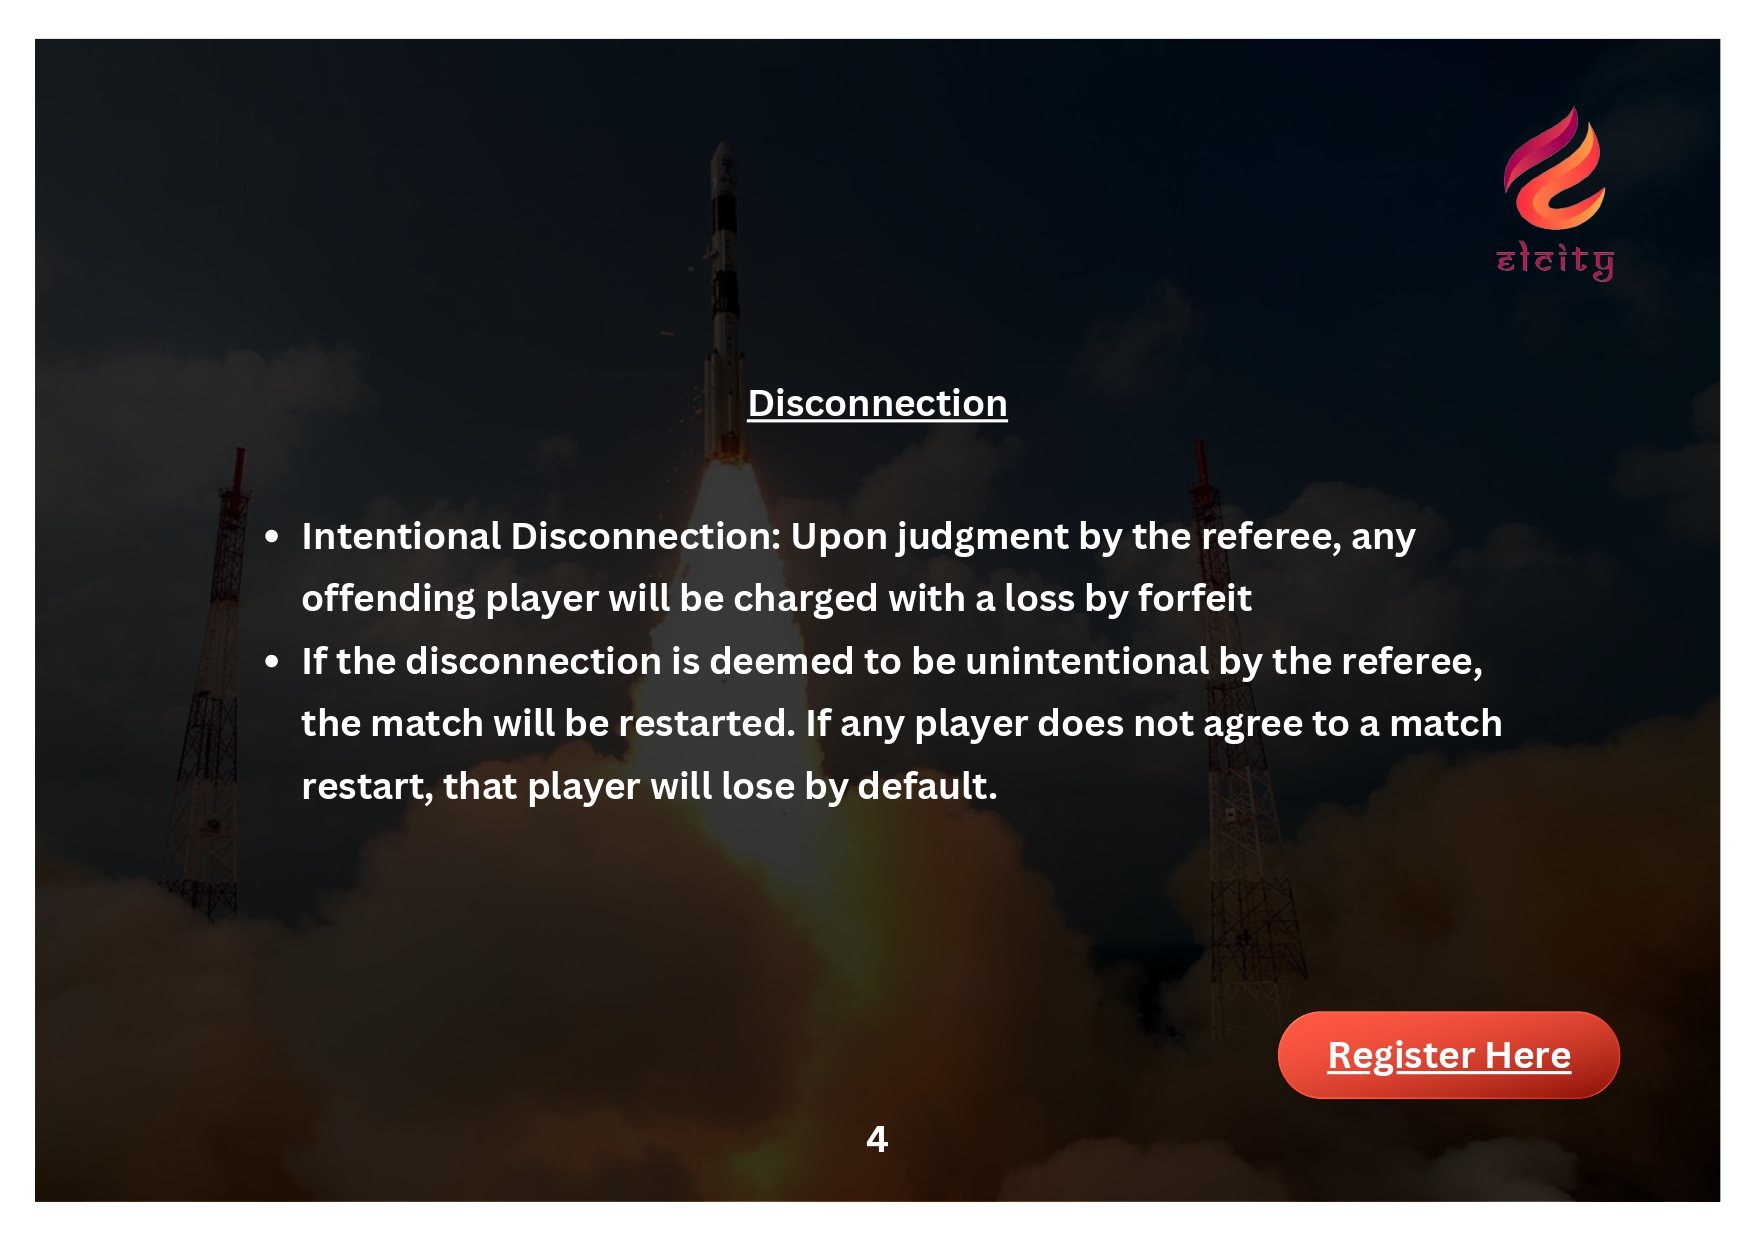 elcity
Disconnection
• Intentional Disconnection: Upon judgment by the referee, any
offending player will be charged with a loss by forfeit
• If the disconnection is deemed to be unintentional by the referee,
the match will be restarted. If any player does not agree to a match
restart, that player will lose by default.
Register Here
4